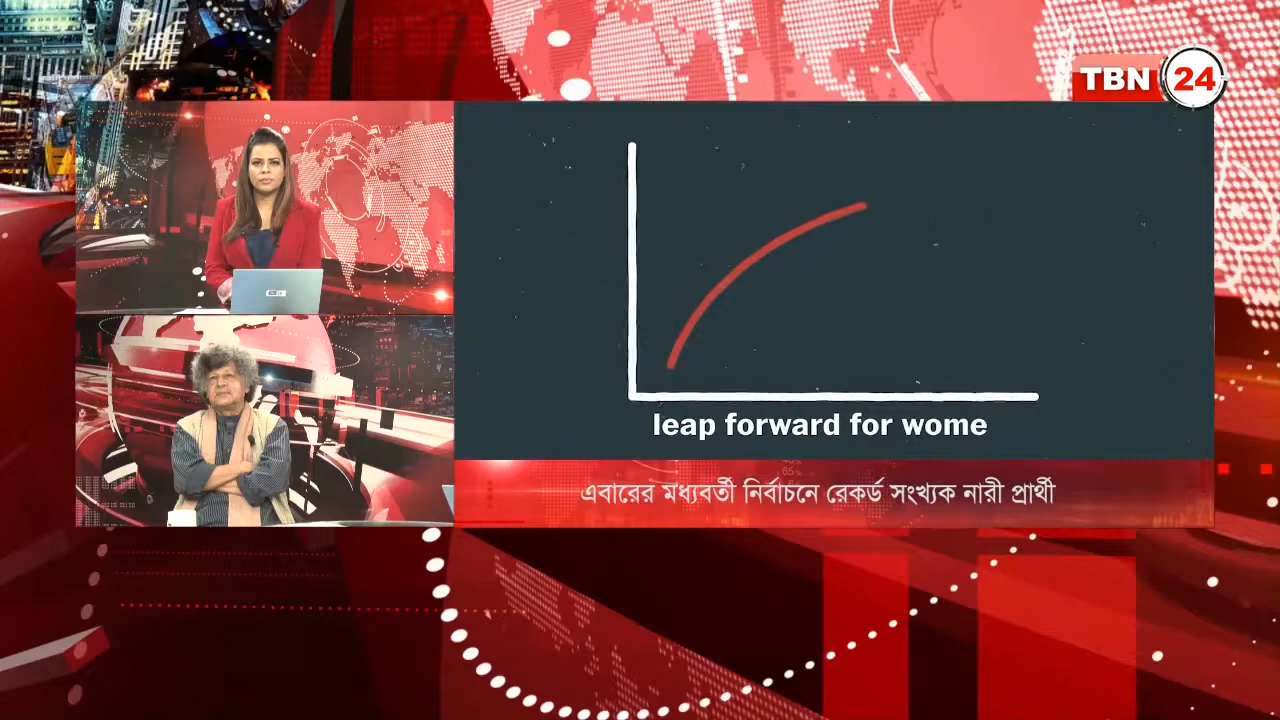 TBN 24
leap forward for wome
এবারের মধ্যবর্তী নির্বাচনে রেকর্ড সংখ্যক নারী প্রার্থী